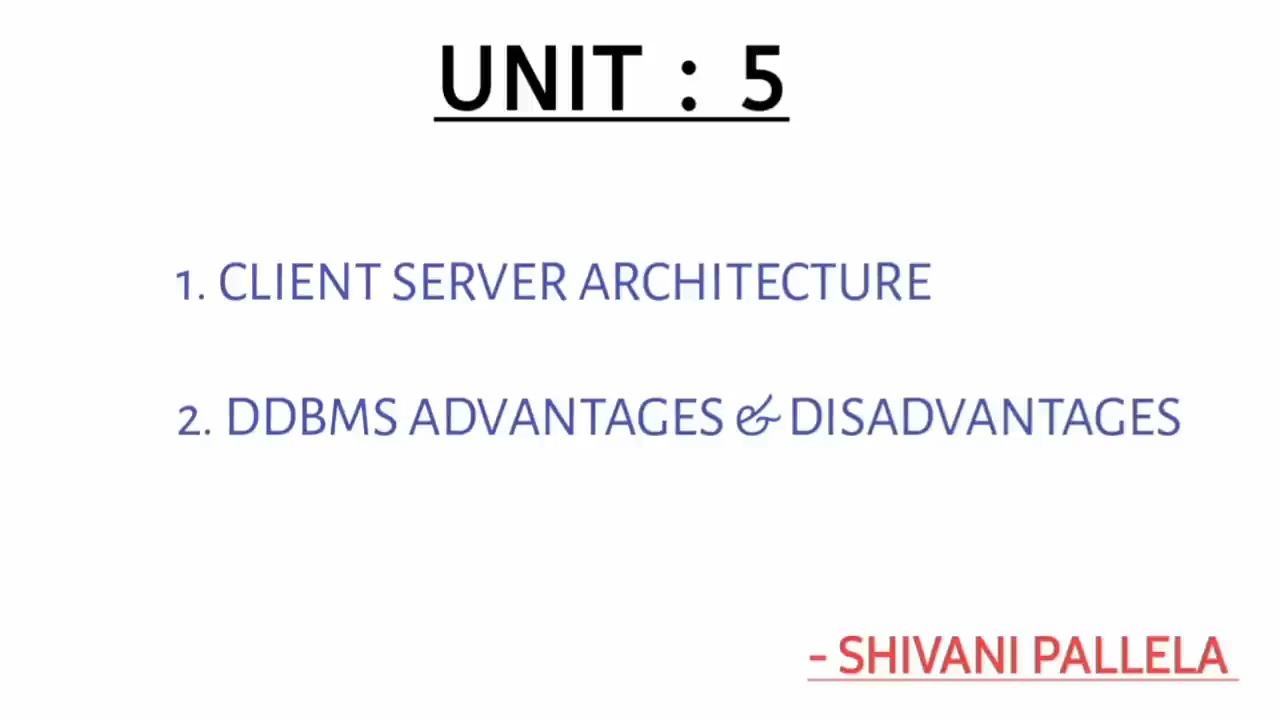 UNIT : 5
1. CLIENT SERVER ARCHITECTURE
2. DDBMS ADVANTAGES & DISADVANTAGES
- SHIVANI PALLELA